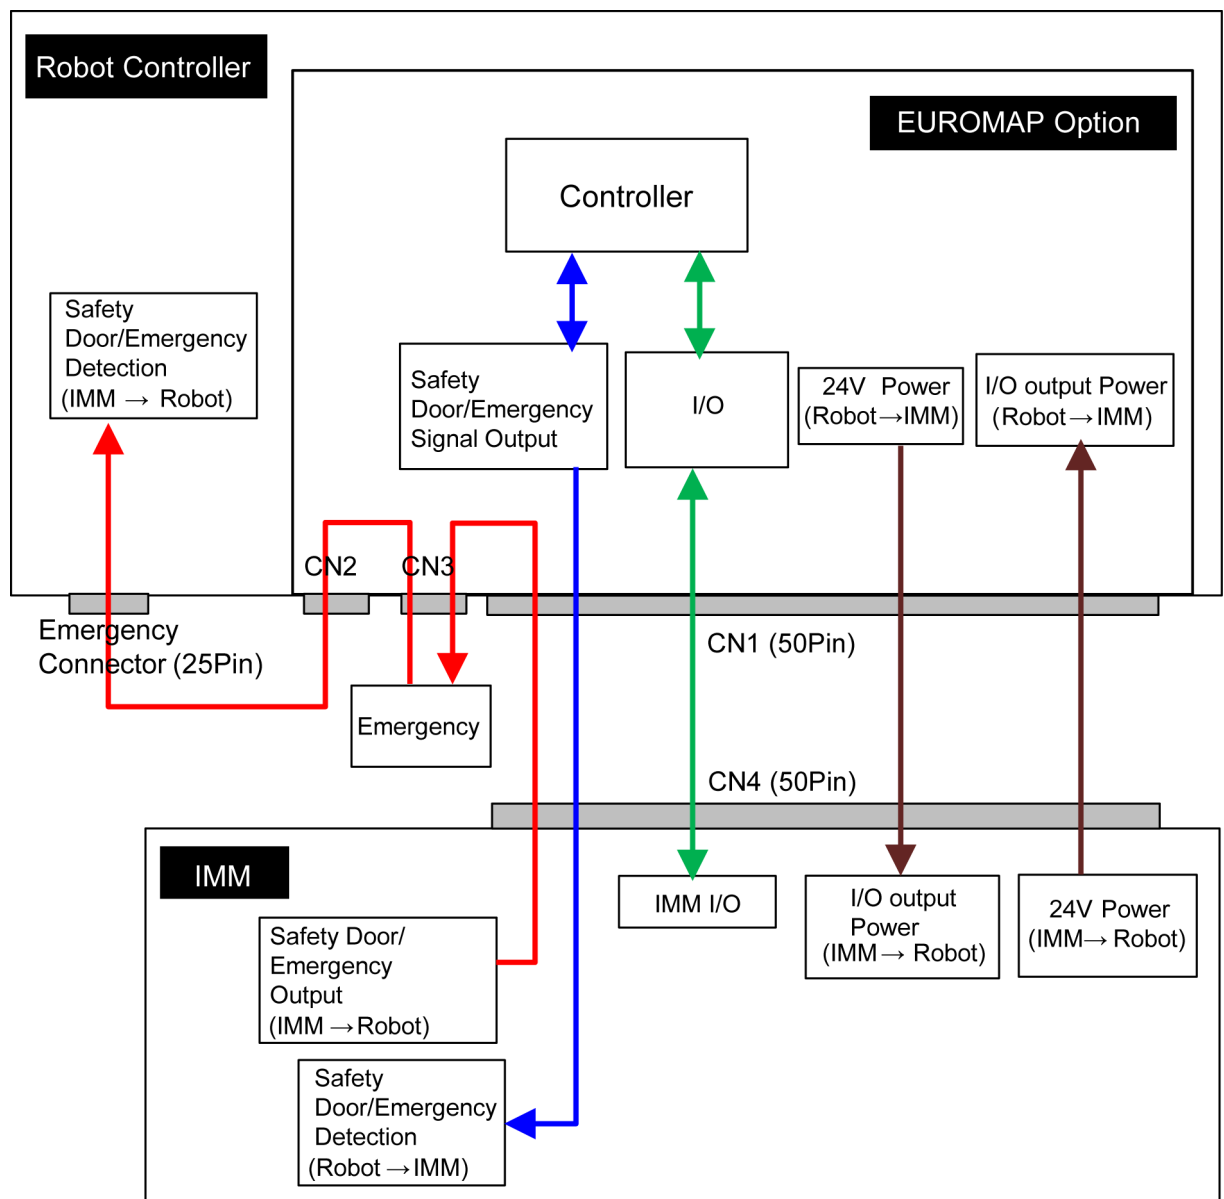 Robot Controller
EUROMAP Option
Controller
Safety
Door/Emergency
Detection
(IMM → Robot)
Safety
Door/Emergency
Signal Output
I/O
24V Power
(Robot→IMM)
I/O output Power
(Robot→IMM)
CN2
CN3
Emergency
Connector (25Pin)
CN1 (50Pin)
Emergency
CN4 (50Pin)
IMM
IMM I/O
I/O output
Power
(IMM→ Robot)
24V Power
(IMM→ Robot)
Safety Door/
Emergency
Output
(IMM →Robot)
Safety
Door/Emergency
Detection
(Robot →IMM)